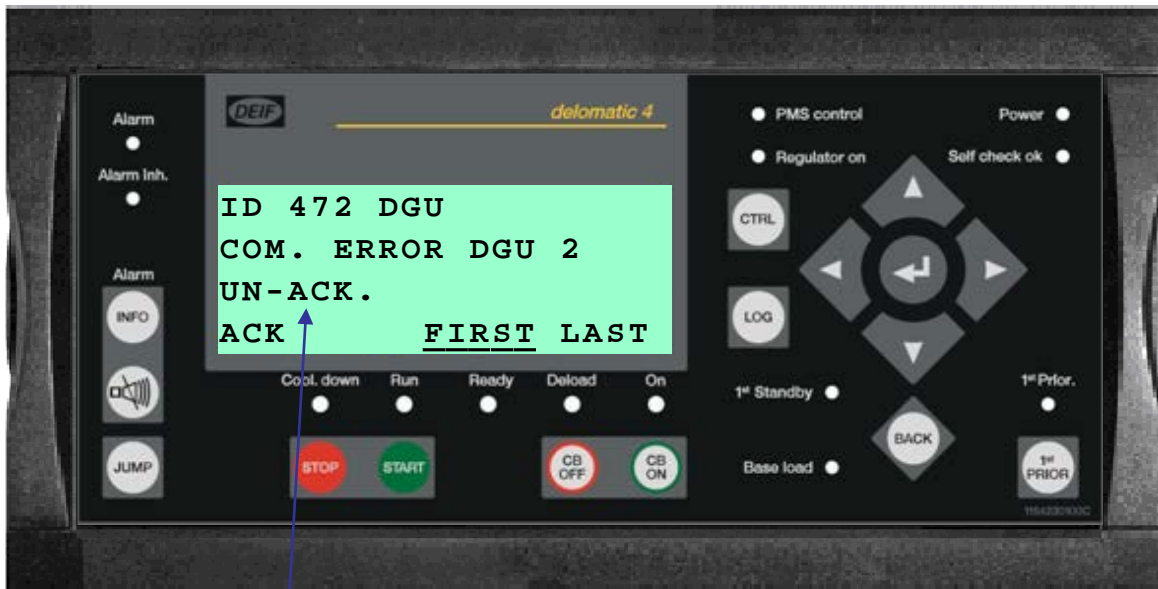 Alarm
Alarm Inh.
DEIF
delomatic 4
PMS control
Power
Regulator on
Self check ok
ID 472 DGU
COM. ERROR DGU 2
UN-ACK.
ACK FIRST LAST
CTRL
Alarm
INFO
LOG
JUMP
Cool. down
Run
Ready
Deload
On
STOP
START
CB OFF
CB ON
1st Standby
Base load
BACK
1st Prior.
1st PRIOR